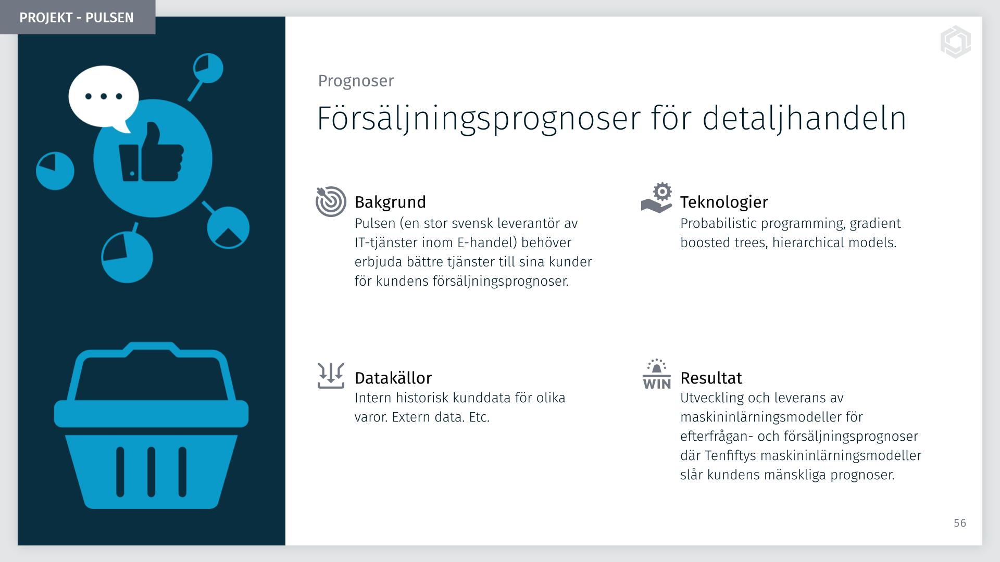 PROJEKT - PULSEN
Prognoser
Försäljningsprognoser för detaljhandeln
Bakgrund
Pulsen (en stor svensk leverantör av
IT-tjänster inom E-handel) behöver
erbjuda bättre tjänster till sina kunder
för kundens försäljningsprognoser.
Teknologier
Probabilistic programming, gradient
boosted trees, hierarchical models.
Datakällor
Intern historisk kunddata för olika
varor. Extern data. Etc.
WIN
Resultat
Utveckling och leverans av
maskininlärningsmodeller för
efterfrågan- och försäljningsprognoser
där Tenfiftys maskininlärningsmodeller
slår kundens mänskliga prognoser.
56